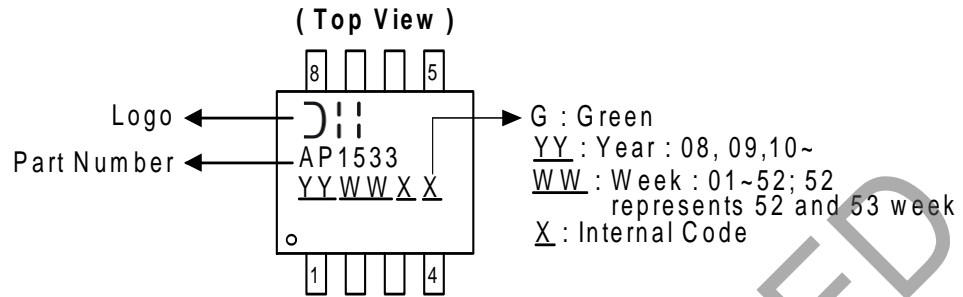 ( Top View )
8 5
Logo
G : Green
Part Number
AP1533
YY : Year : 08, 09,10~
YYWWX X
WW : Week : 01~52; 52
represents 52 and 53 week
X : Internal Code
1 4